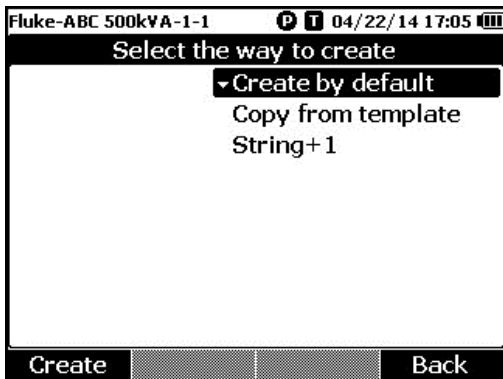 Fluke-ABC 500kVA-1-1 P T 04/22/14 17:05
Select the way to create
Create by default
Copy from template
String+1
Create Back